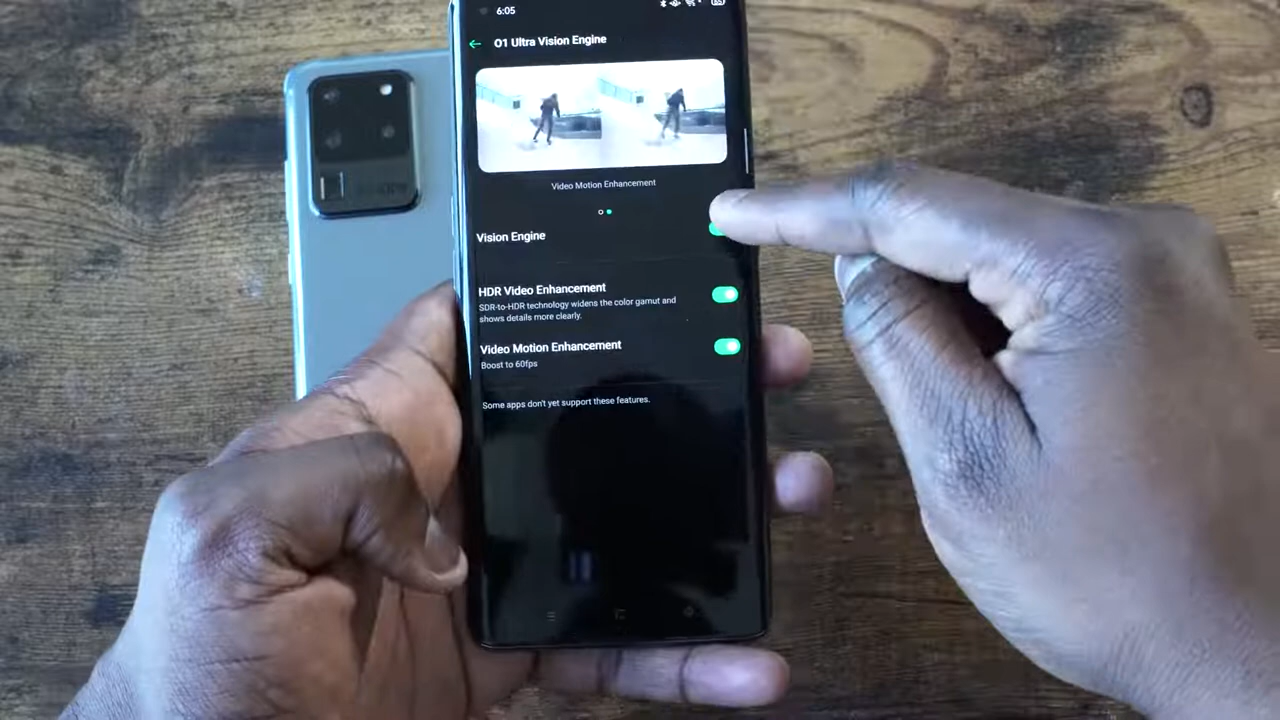 6:05
O1 Ultra Vision Engine
Video Motion Enhancement
Vision Engine
HDR Video Enhancement
SDR-to-HDR technology widens the color gamut and
shows details more clearly.
Video Motion Enhancement
Boost to 60fps
Some apps don't yet support these features.